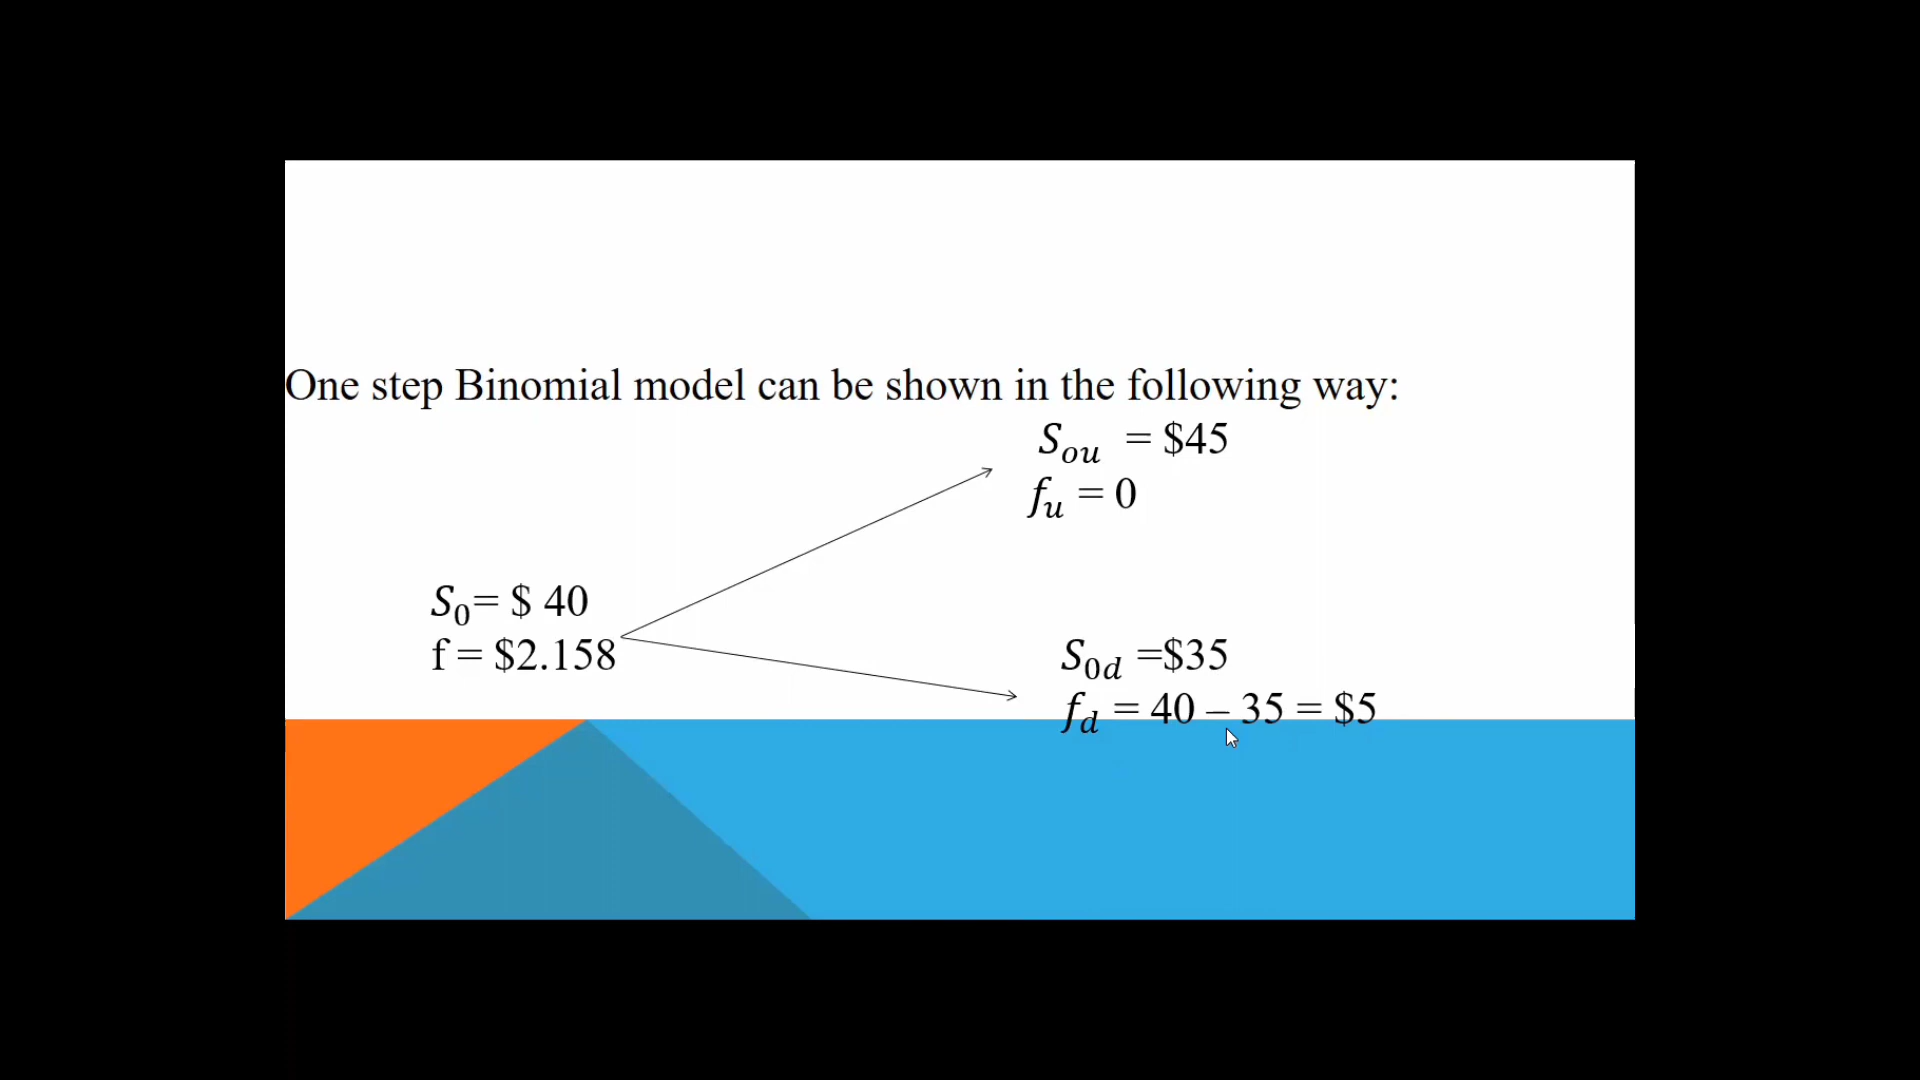 One step Binomial model can be shown in the following way:
S₀ᵤ = $45
fᵤ = 0
S₀= $ 40
f = $2.158
S₀d =$35
fd = 40 – 35 = $5